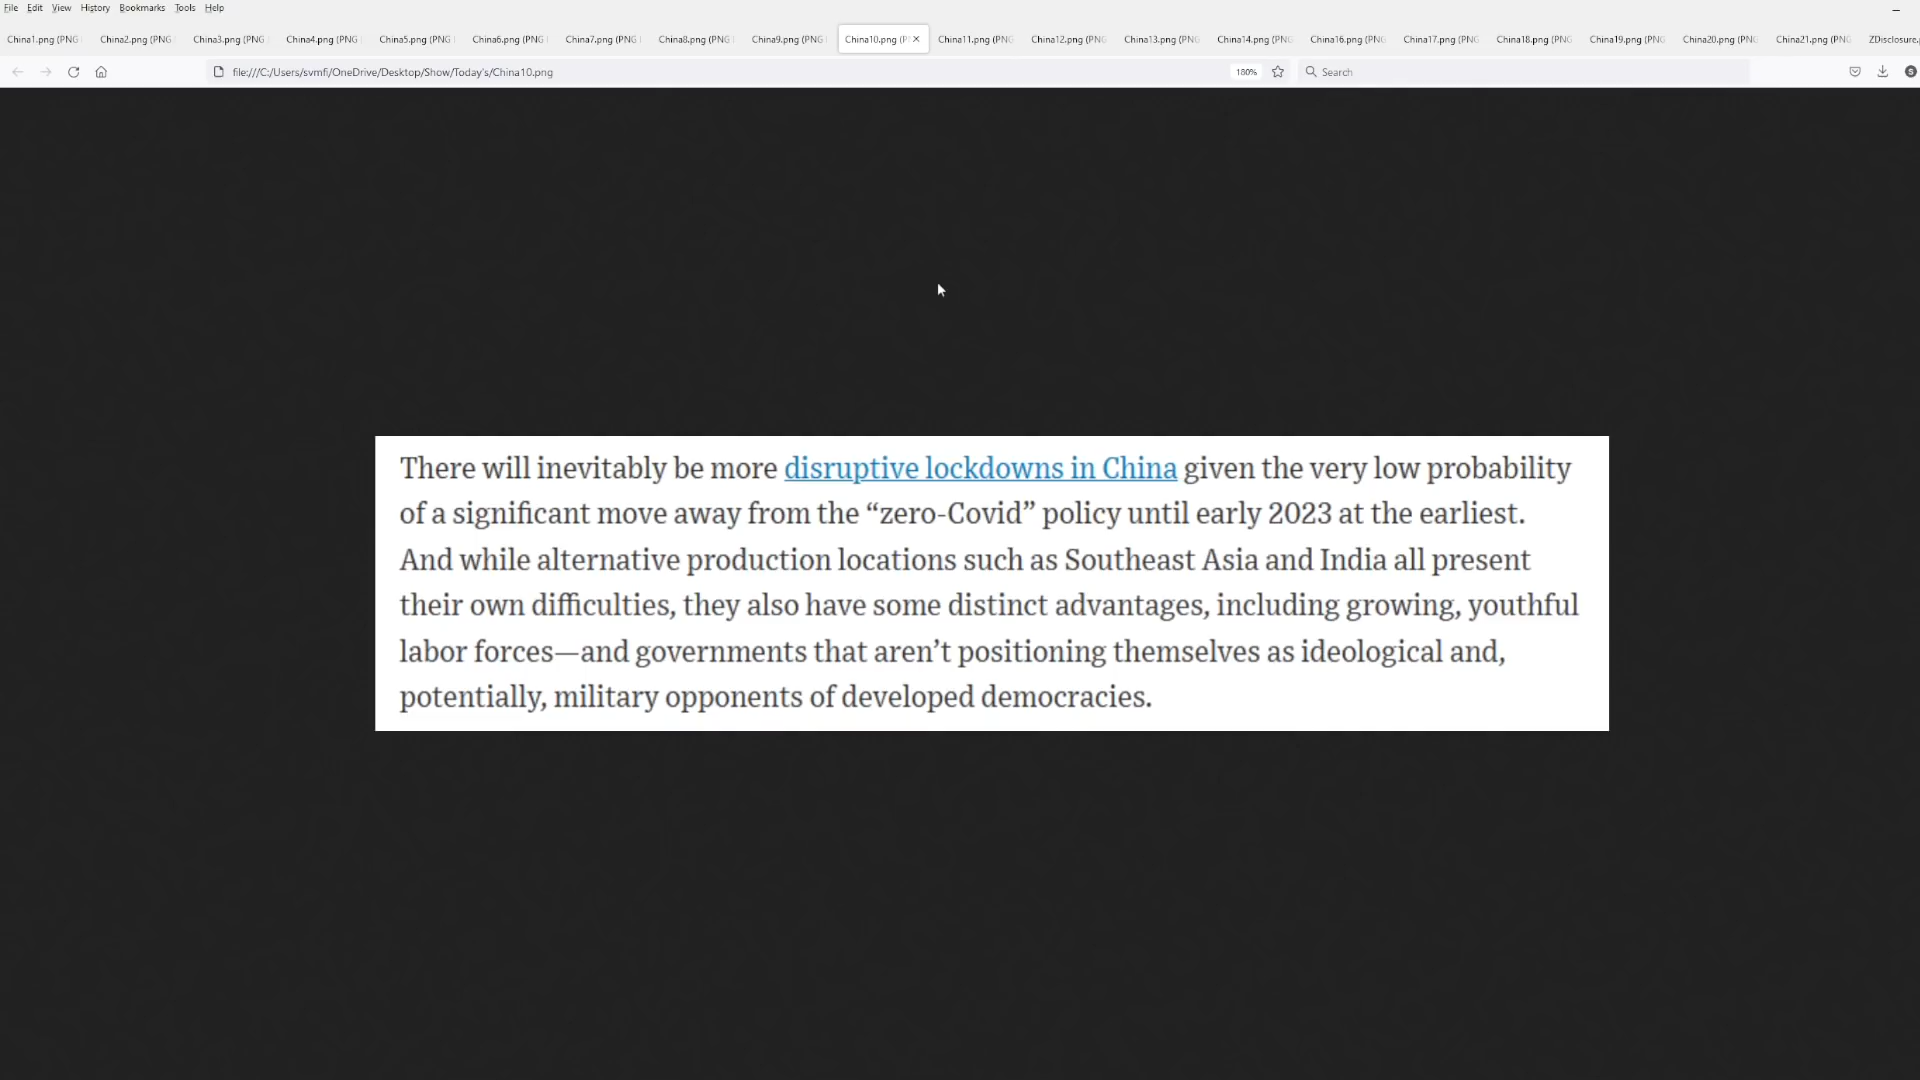 File Edit View History Bookmarks Tools Help
China1.png (PNG China2.png (PNG China3.png (PNG China4.png (PNG China5.png (PNG China6.png (PNG China7.png (PNG China8.png (PNG China9.png (PNG China10.png (P China11.png (PNG China12.png (PNG China13.png (PNG China14.png (PNG China16.png (PNG China17.png (PNG China18.png (PNG China19.png (PNG China20.png (PNG China21.png (PNG ZDisclosure.
file:///C:/Users/svmfi/OneDrive/Desktop/Show/Today's/China10.png 180% Search S
There will inevitably be more disruptive lockdowns in China given the very low probability
of a significant move away from the “zero-Covid” policy until early 2023 at the earliest.
And while alternative production locations such as Southeast Asia and India all present
their own difficulties, they also have some distinct advantages, including growing, youthful
labor forces—and governments that aren’t positioning themselves as ideological and,
potentially, military opponents of developed democracies.